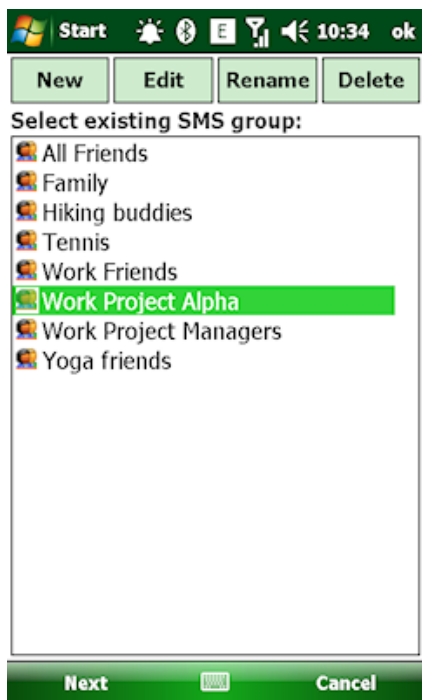 Start E 10:34 ok
New Edit Rename Delete
Select existing SMS group:
All Friends
Family
Hiking buddies
Tennis
Work Friends
Work Project Alpha
Work Project Managers
Yoga friends
Next Cancel